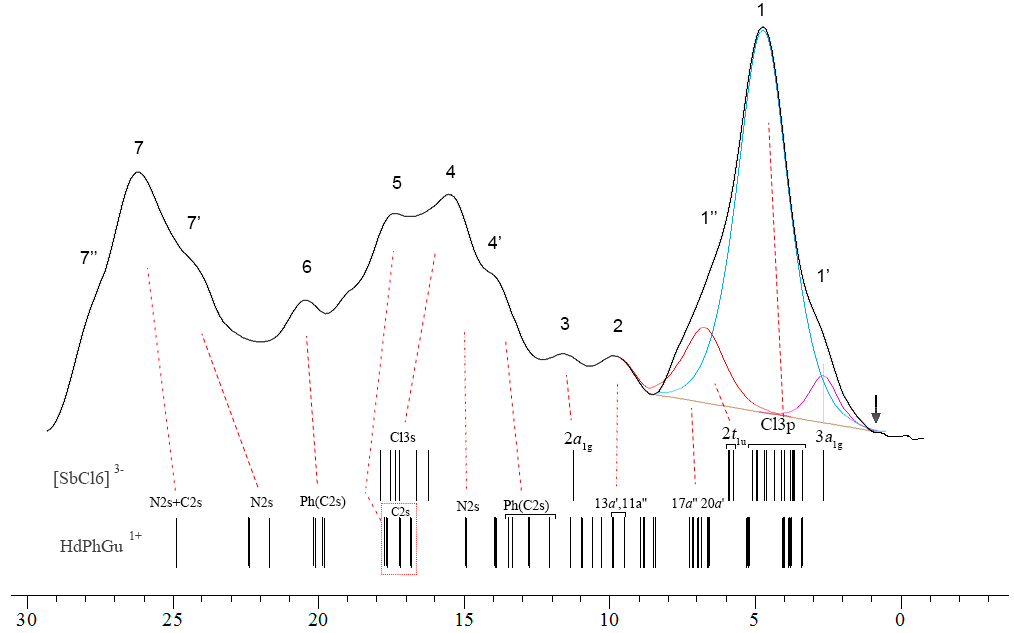 1
7
5
4
7’
1”
4’
7”
6
1’
3
2
Cl3s
2a1g
2t1u
Cl3p
3a1g
[SbCl6] 3-
N2s+C2s
N2s
Ph(C2s)
C2s
N2s
Ph(C2s)
13a',11a"
17a" 20a'
HdPhGu 1+
30 25 20 15 10 5 0